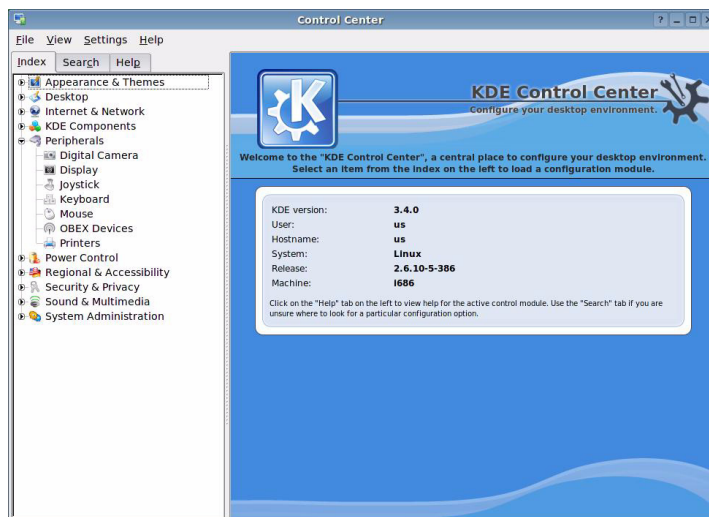 Control Center
File View Settings Help
Index Search Help
Appearance & Themes
Desktop
Internet & Network
KDE Components
Peripherals
Digital Camera
Display
Joystick
Keyboard
Mouse
OBEX Devices
Printers
Power Control
Regional & Accessibility
Security & Privacy
Sound & Multimedia
System Administration
KDE Control Center
Configure your desktop environment.
Welcome to the "KDE Control Center", a central place to configure your desktop environment.
Select an item from the index on the left to load a configuration module.
KDE version: 3.4.0
User: us
Hostname: us
System: Linux
Release: 2.6.10-5-386
Machine: i686
Click on the "Help" tab on the left to view help for the active control module. Use the "Search" tab if you are
unsure where to look for a particular configuration option.